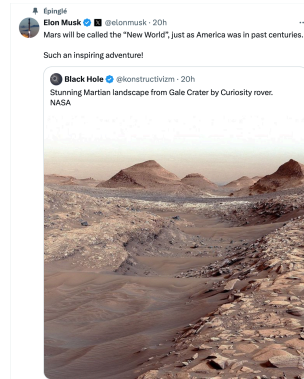 Épinglé
Elon Musk @elonmusk · 20h
Mars will be called the “New World”, just as America was in past centuries.
Such an inspiring adventure!
Black Hole @konstructivizm · 20h
Stunning Martian landscape from Gale Crater by Curiosity rover.
NASA